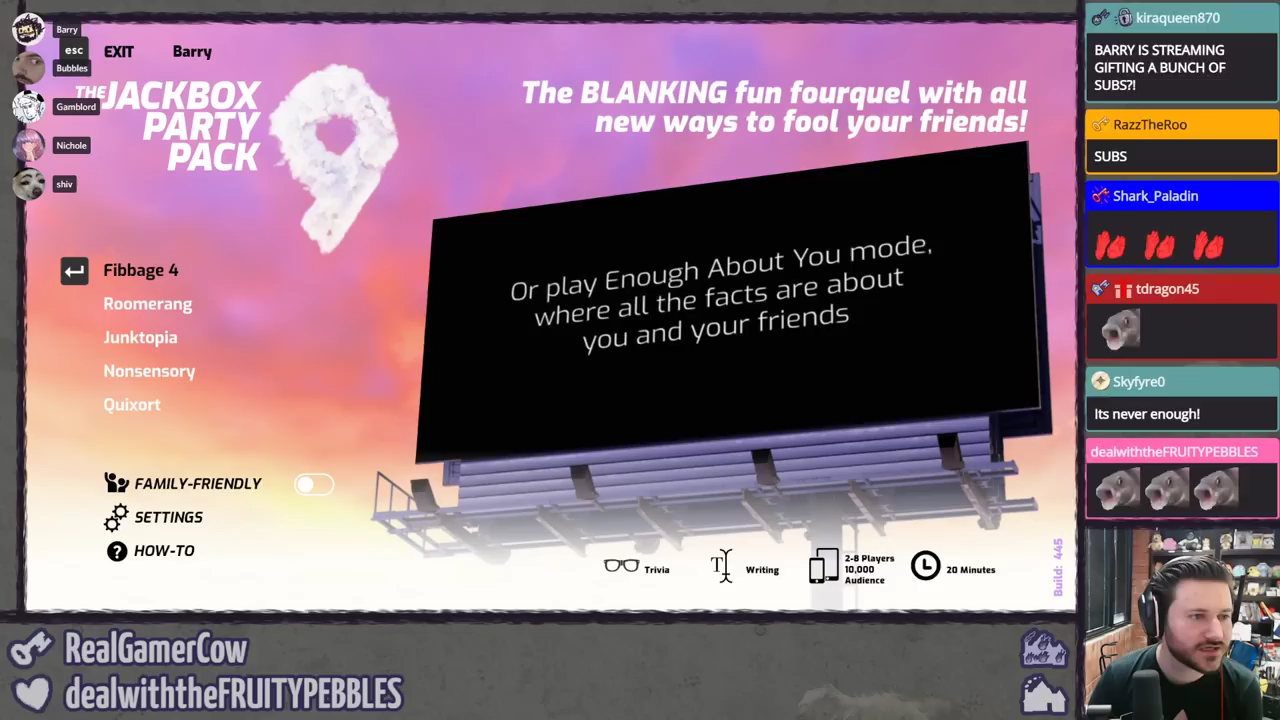 Barry
esc
EXIT
Barry
Bubbles
Gamblord
Nichole
shiv
THE JACKBOX
PARTY
PACK
9
The BLANKING fun fourquel with all
new ways to fool your friends!
Or play Enough About You mode,
where all the facts are about
you and your friends
Fibbage 4
Roomerang
Junktopia
Nonsensory
Quixort
FAMILY-FRIENDLY
SETTINGS
? HOW-TO
Trivia
T
Writing
2-8 Players
10,000
Audience
20 Minutes
Build: 445
kiraqueen870
BARRY IS STREAMING
GIFTING A BUNCH OF
SUBS?!
RazzTheRoo
SUBS
Shark_Paladin
tdragon45
Skyfyre0
Its never enough!
dealwiththeFRUITYPEBBLES
RealGamerCow
dealwiththeFRUITYPEBBLES